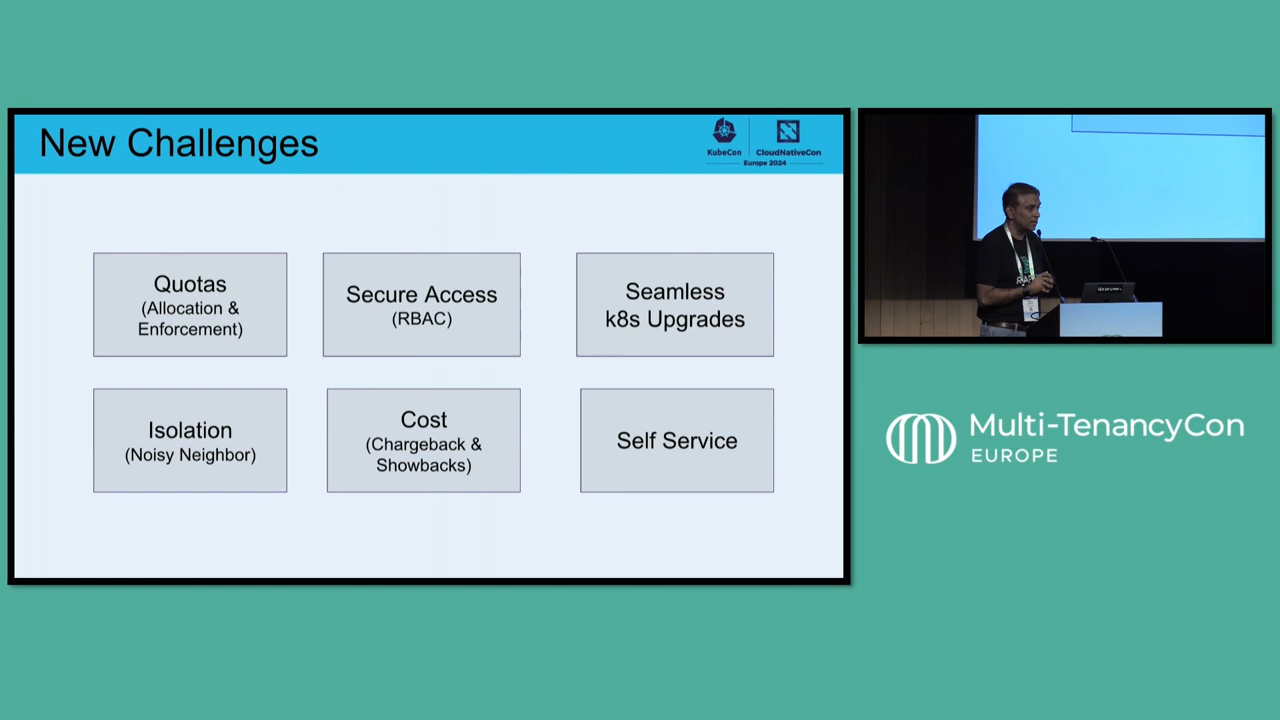 New Challenges
KubeCon
CloudNativeCon
Europe 2024
Quotas
(Allocation &
Enforcement)
Secure Access
(RBAC)
Seamless
k8s Upgrades
Isolation
(Noisy Neighbor)
Cost
(Chargeback &
Showbacks)
Self Service
Multi-TenancyCon
EUROPE